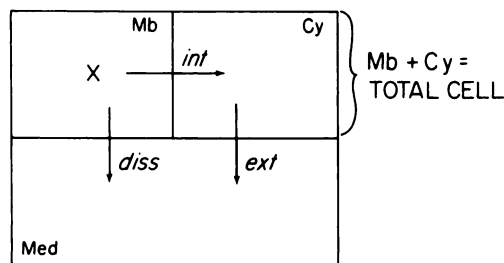 Mb
Cy
X
int
Mb + Cy =
TOTAL CELL
diss
ext
Med